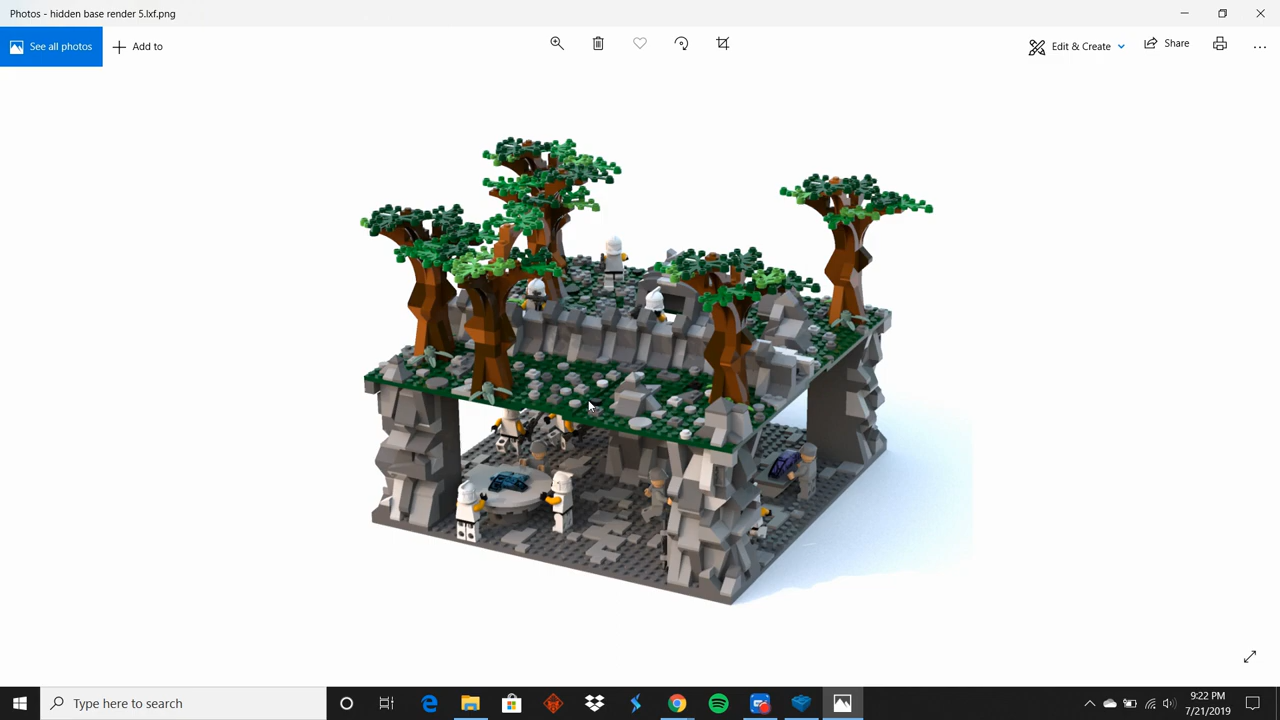 Photos - hidden base render 5.lxf.png
See all photos
Add to
Edit & Create
Share
Type here to search
9:22 PM
7/21/2019